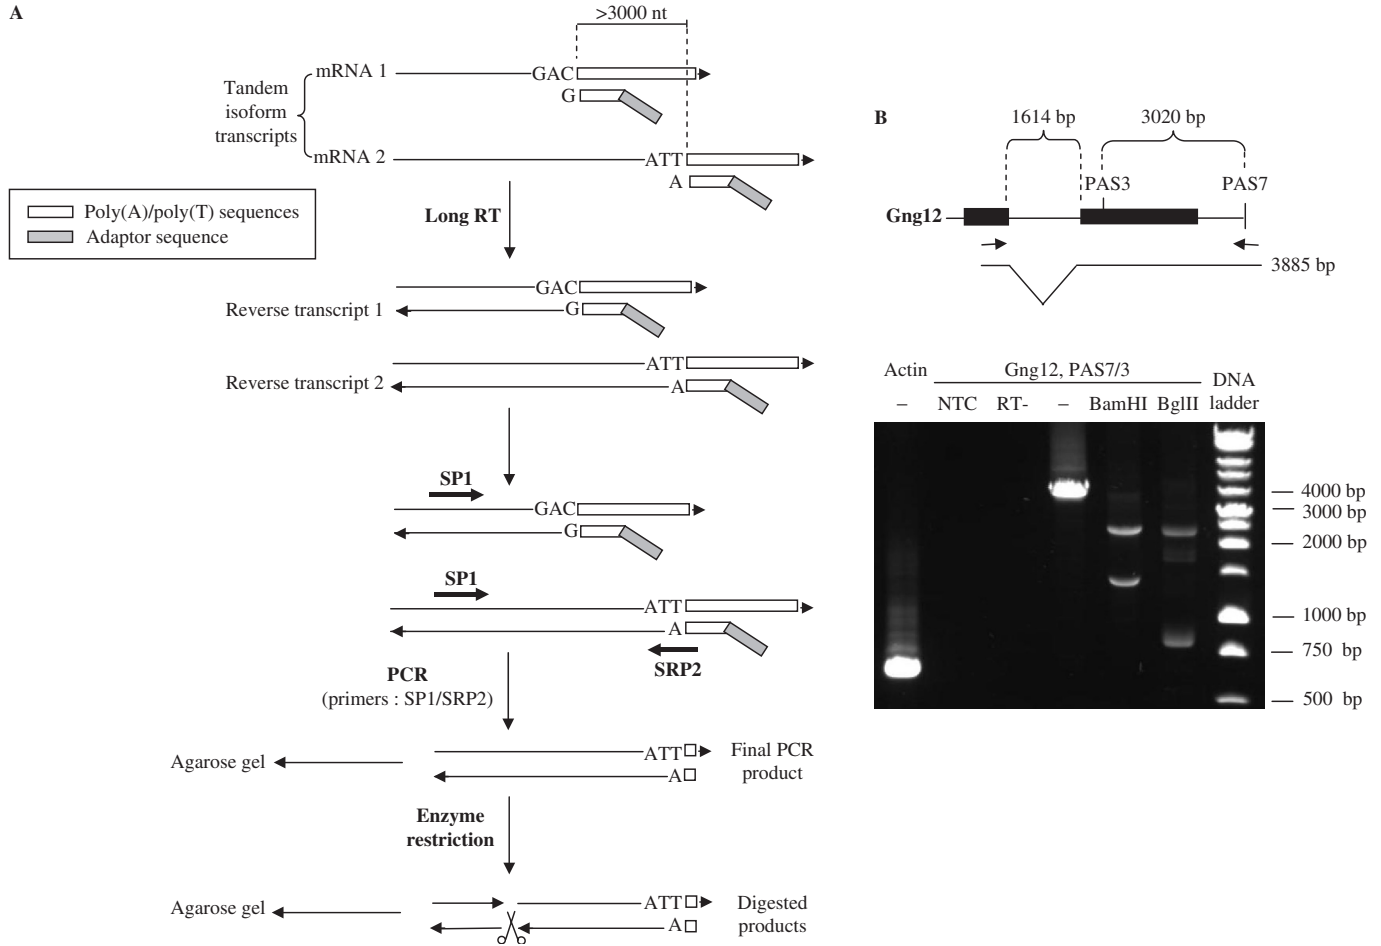 A
>3000 nt
mRNA 1
GAC
G
Tandem
isoform
transcripts
mRNA 2
ATT
A
Poly(A)/poly(T) sequences
Adaptor sequence
Long RT
GAC
Reverse transcript 1
G
ATT
Reverse transcript 2
A
SP1
GAC
G
SP1
ATT
A
SRP2
PCR
(primers : SP1/SRP2)
Agarose gel
ATT
A
Final PCR
product
Enzyme
restriction
Agarose gel
ATT
A
Digested
products
B
1614 bp
3020 bp
PAS3
PAS7
Gng12
3885 bp
Actin
Gng12, PAS7/3
DNA
ladder
–
NTC
RT-
–
BamHI
BglII
4000 bp
3000 bp
2000 bp
1000 bp
750 bp
500 bp